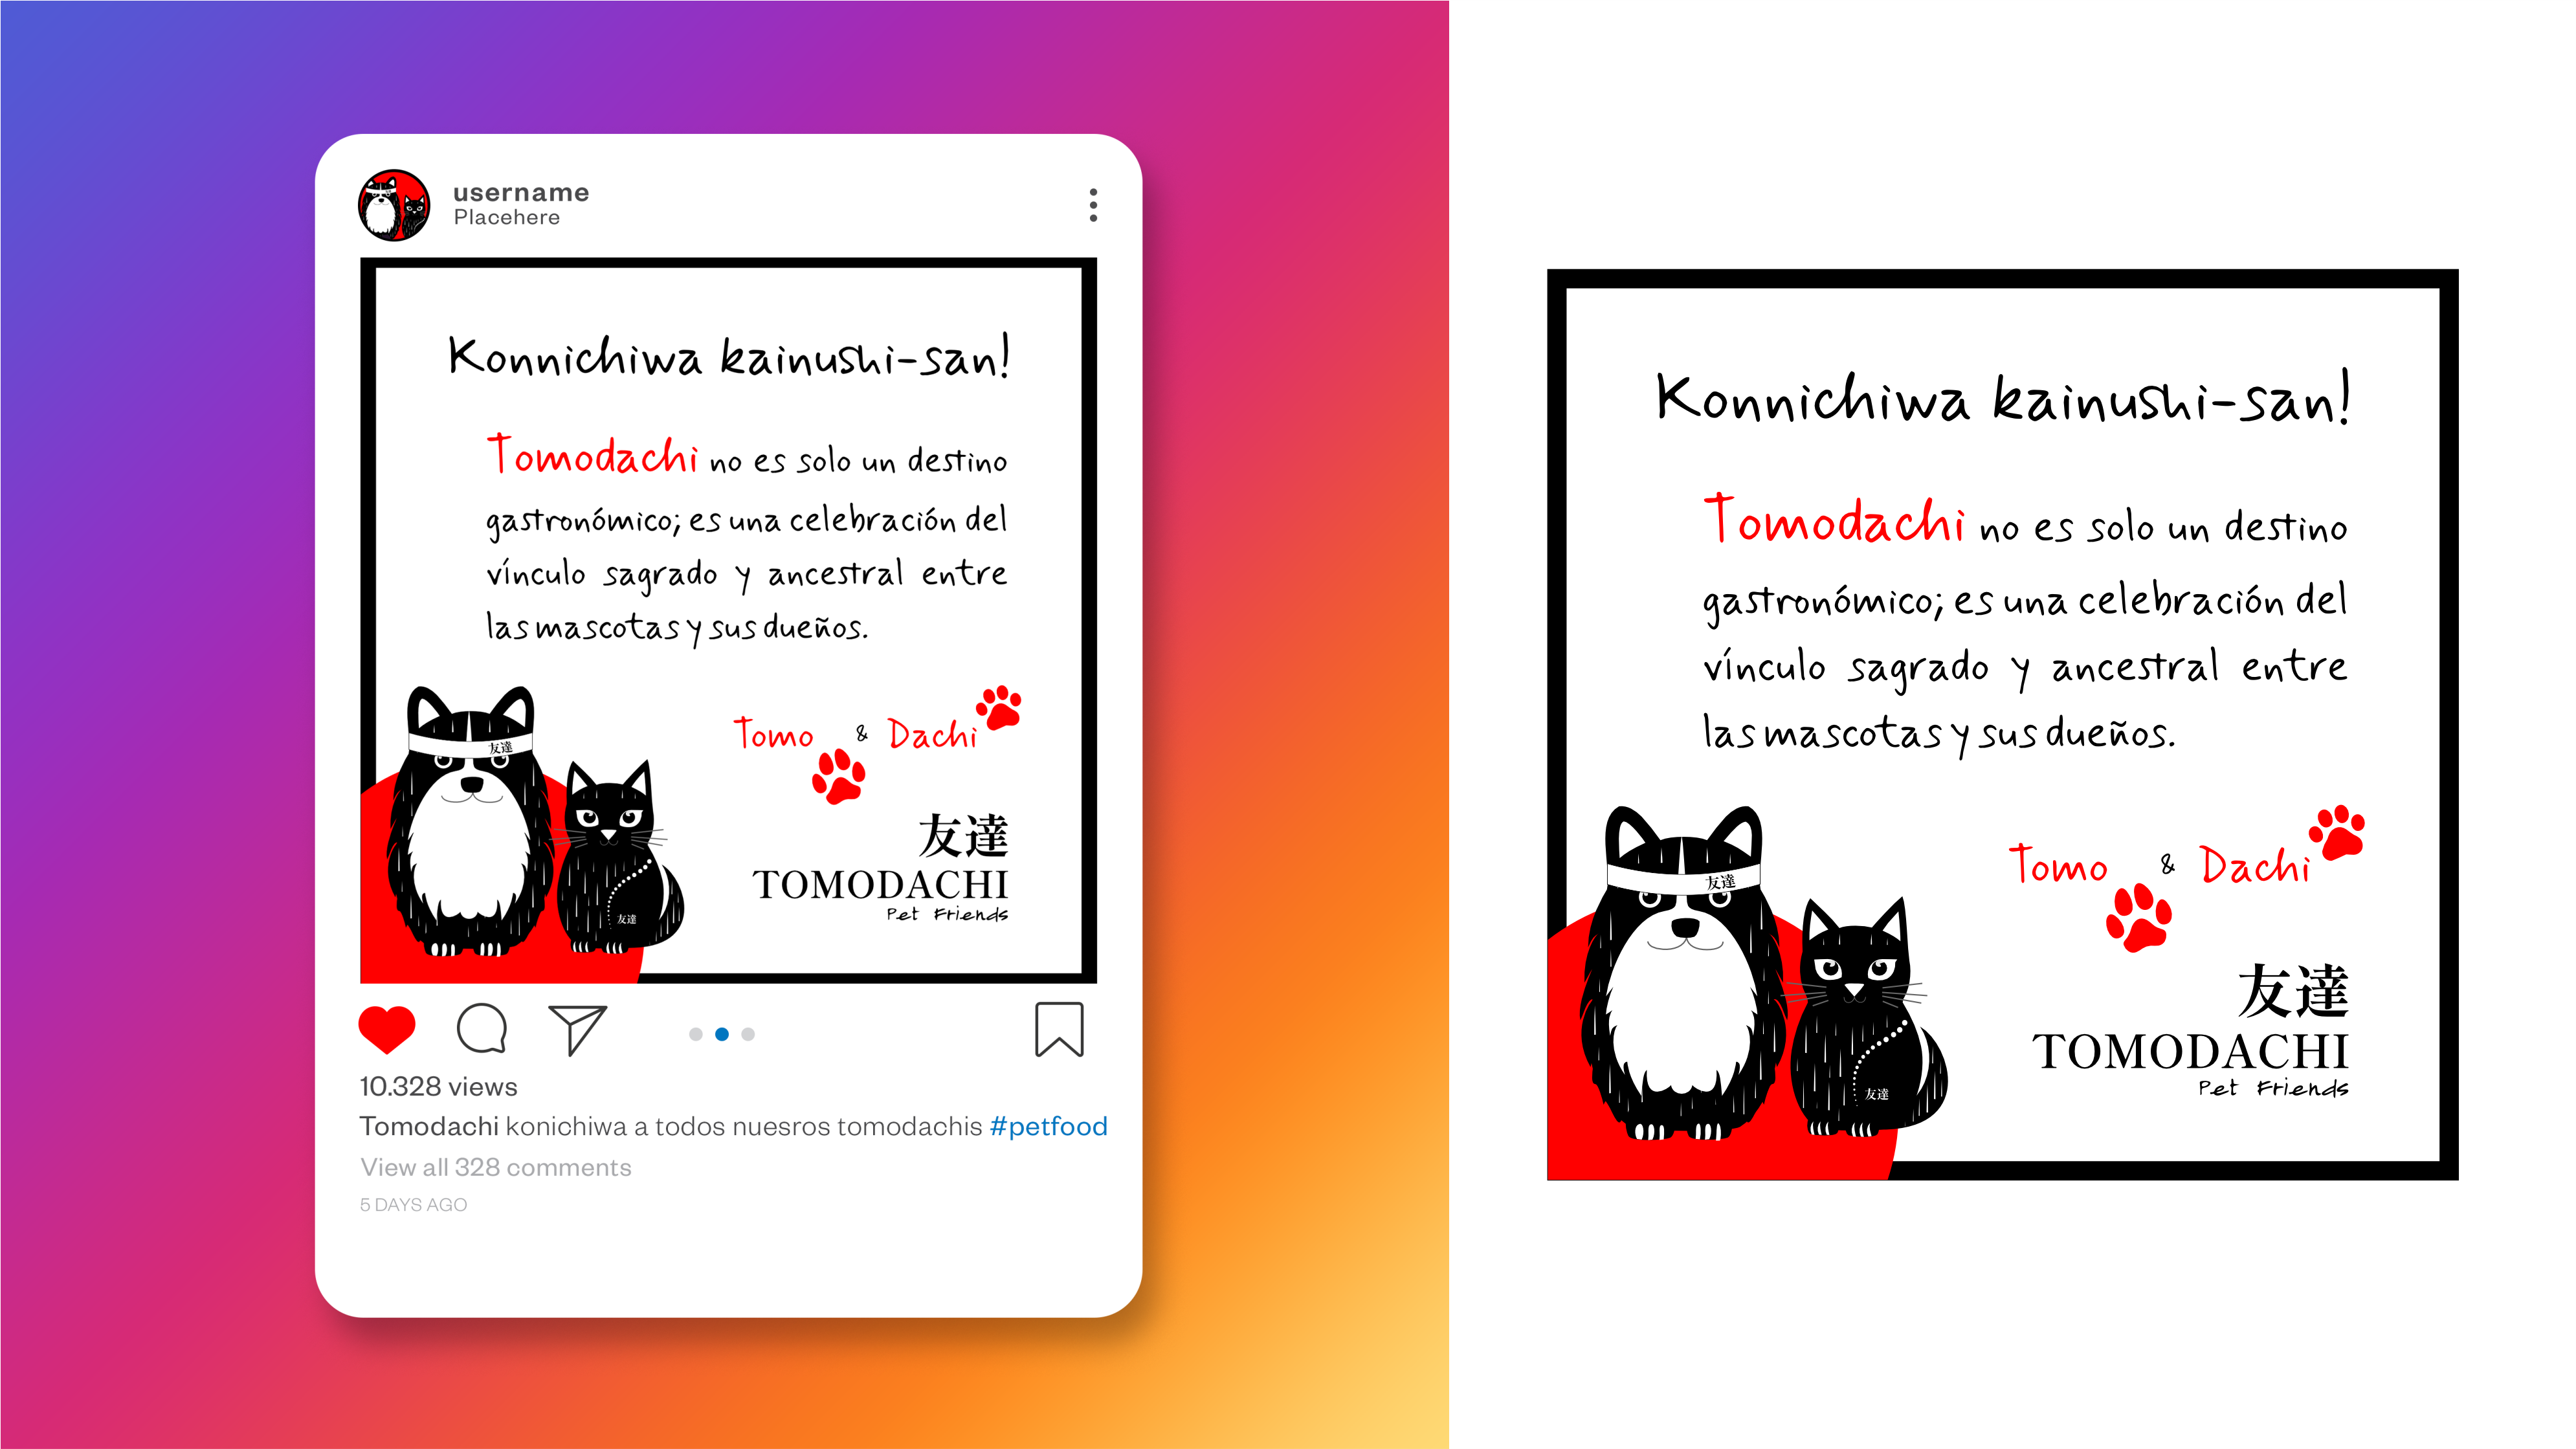 username
Placehere
Konnichiwa kainushi-san!
Tomodachi no es solo un destino
gastronómico; es una celebración del
vínculo sagrado y ancestral entre
las mascotas y sus dueños.
友達
Tomo & Dachi
友達
友達
TOMODACHI
Pet Friends
10.328 views
Tomodachi konichiwa a todos nuesros tomodachis #petfood
View all 328 comments
5 DAYS AGO
Konnichiwa kainushi-san!
Tomodachi no es solo un destino
gastronómico; es una celebración del
vínculo sagrado y ancestral entre
las mascotas y sus dueños.
友達
Tomo & Dachi
友達
TOMODACHI
Pet Friends
友達